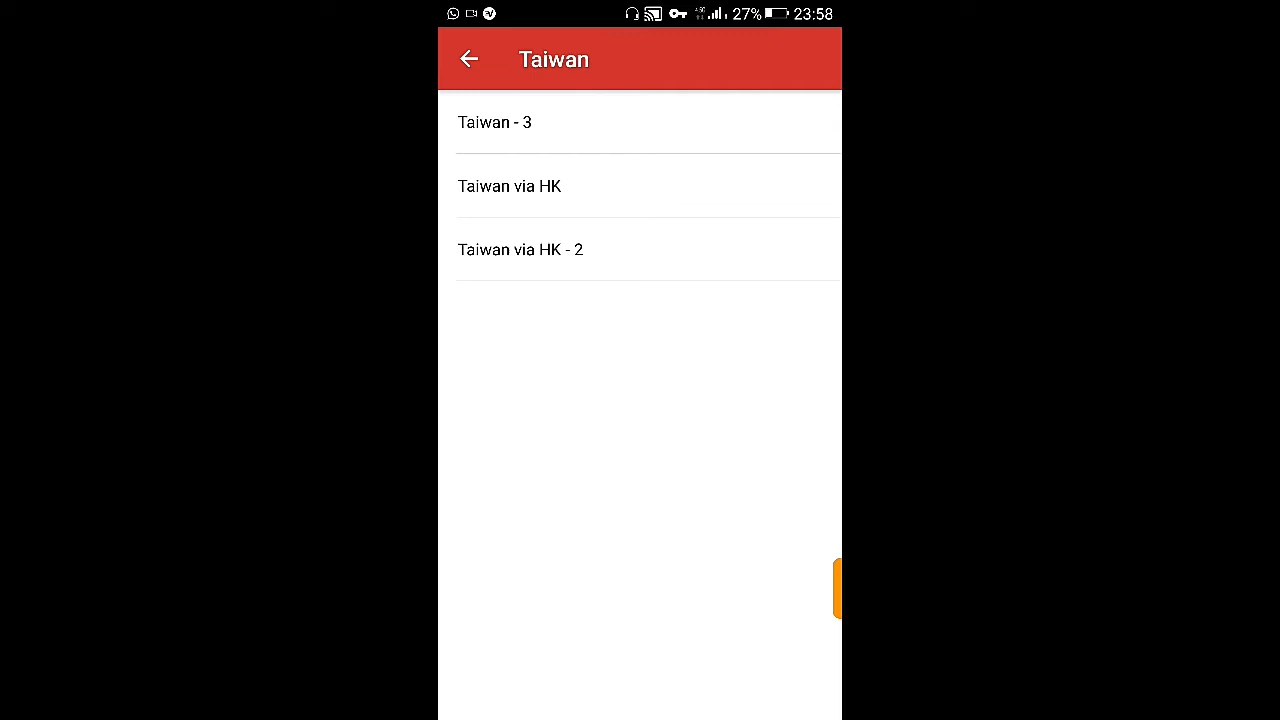 27% 23:58
Taiwan
Taiwan - 3
Taiwan via HK
Taiwan via HK - 2